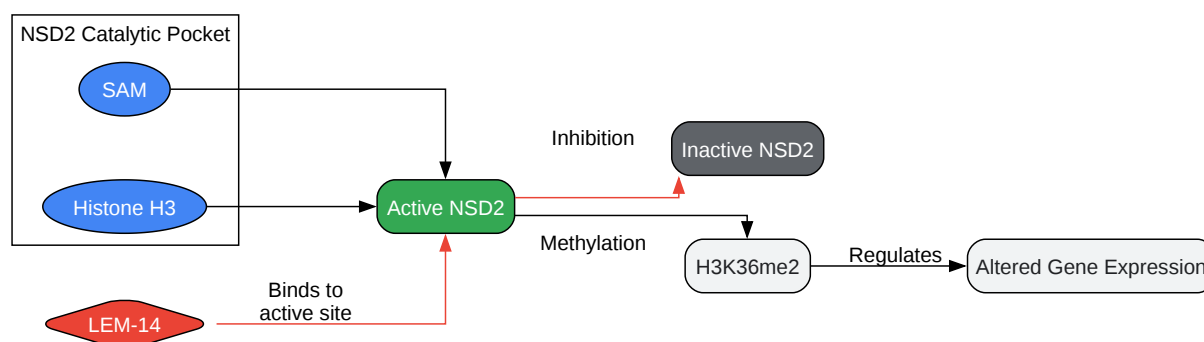 NSD2 Catalytic Pocket
SAM
Histone H3
LEM-14
Binds to
active site
Active NSD2
Inhibition
Methylation
Inactive NSD2
H3K36me2
Regulates
Altered Gene Expression